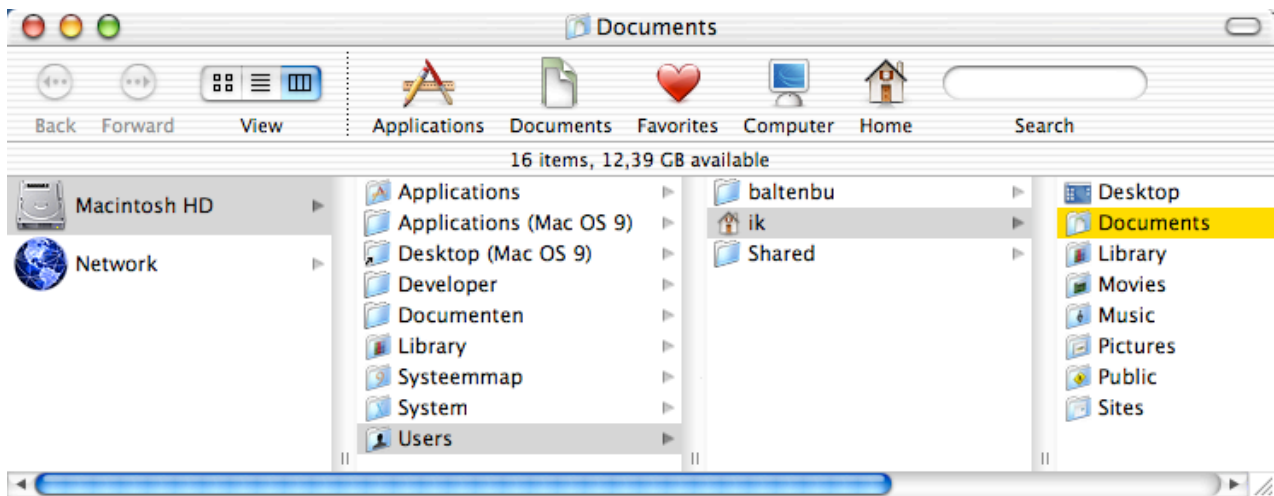 Documents
Back Forward View Applications Documents Favorites Computer Home Search
16 items, 12,39 GB available
Macintosh HD
Network
Applications
Applications (Mac OS 9)
Desktop (Mac OS 9)
Developer
Documenten
Library
Systeemmap
System
Users
baltenbu
ik
Shared
Desktop
Documents
Library
Movies
Music
Pictures
Public
Sites